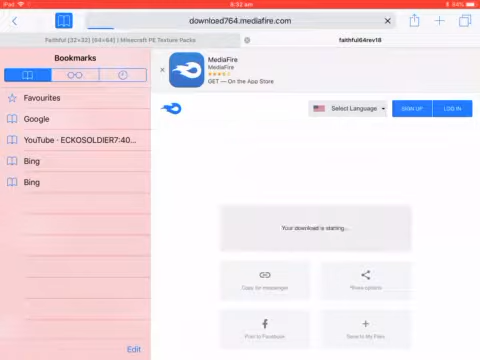 iPad
8:52 am
84%
download764.mediafire.com
Faithful [32×32] [64×64] | Minecraft PE Texture Packs
faithful64rev18
Bookmarks
Favourites
Google
YouTube - ECKOSOLDIER7:40...
Bing
Bing
Edit
MediaFire
MediaFire
GET — On the App Store
Select Language
SIGN UP
LOG IN
Your download is starting...
Copy for messenger
Share options
Post to Facebook
Save to My Files